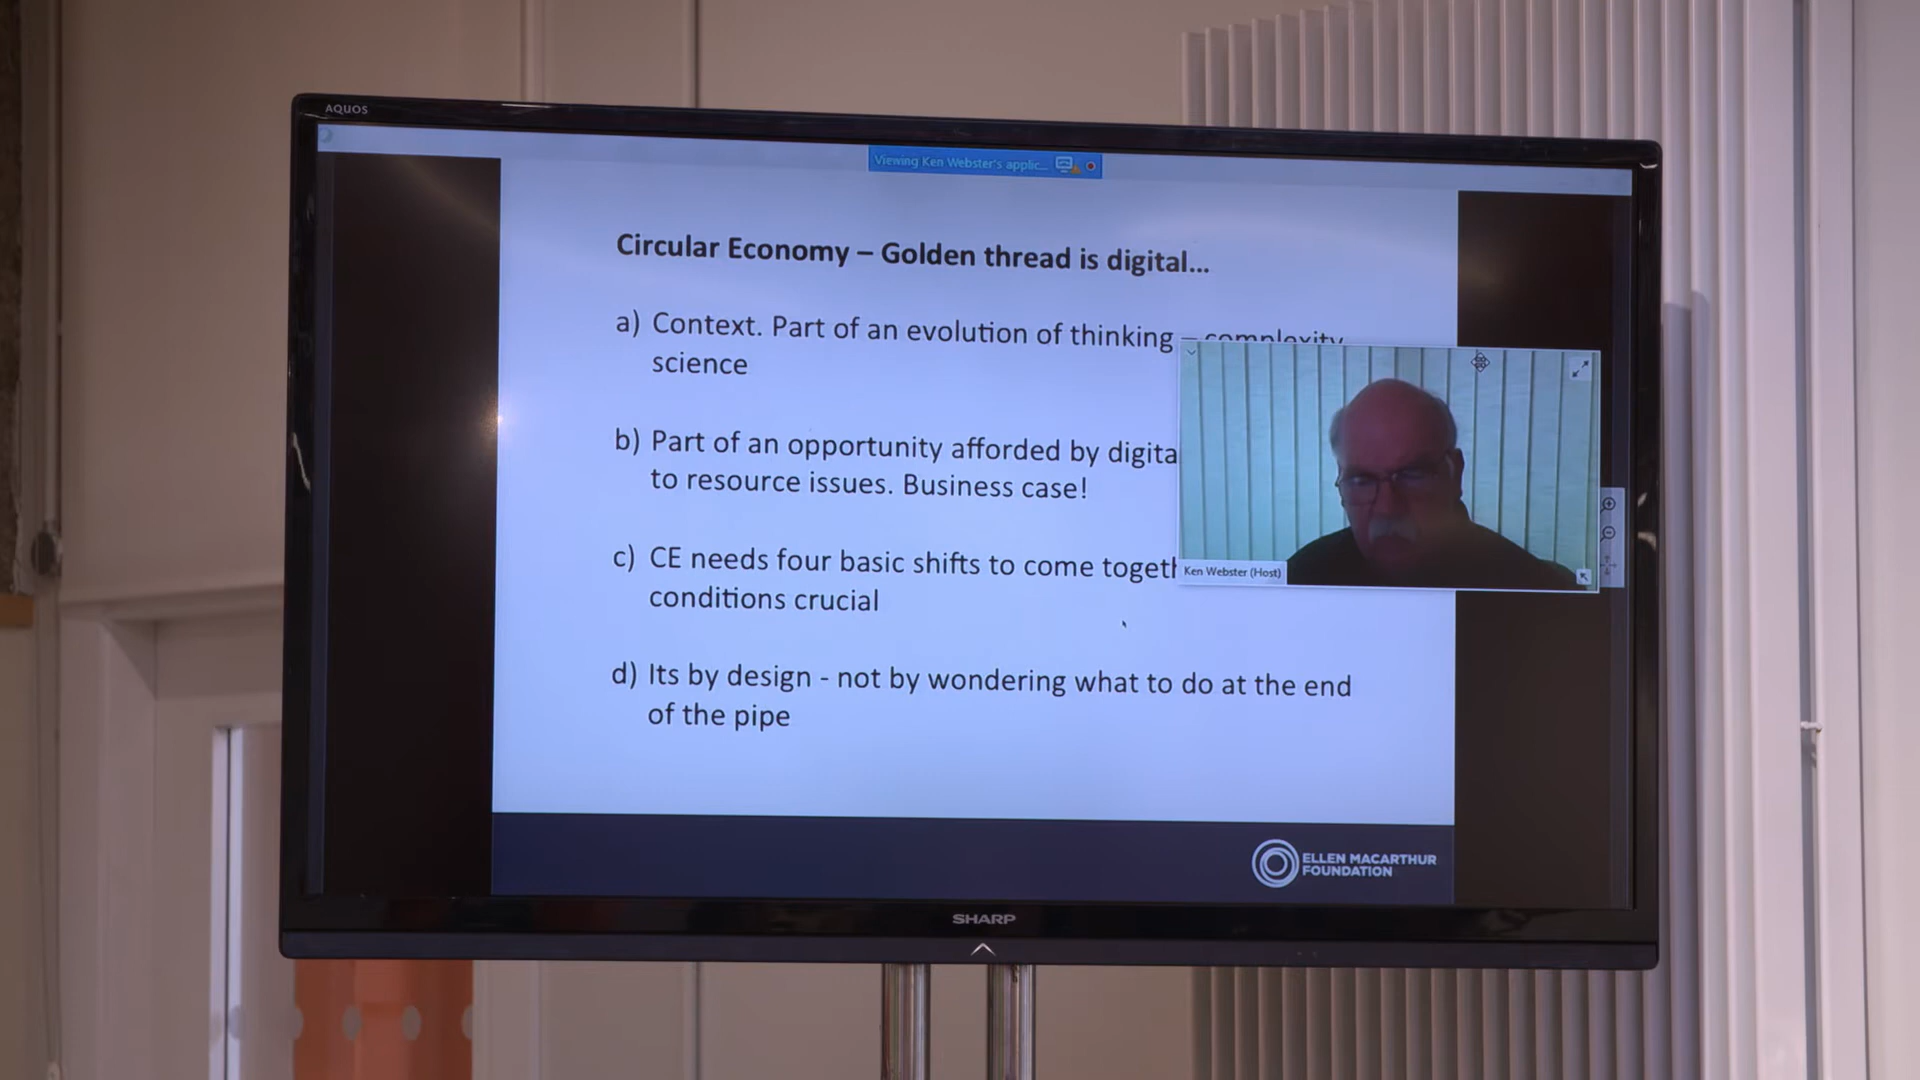 AQUOS
Viewing Ken Webster's applic...
Circular Economy – Golden thread is digital...
a) Context. Part of an evolution of thinking – complexity
science
b) Part of an opportunity afforded by digita
to resource issues. Business case!
c) CE needs four basic shifts to come togeth
conditions crucial
d) Its by design - not by wondering what to do at the end
of the pipe
Ken Webster (Host)
ELLEN MACARTHUR
FOUNDATION
SHARP